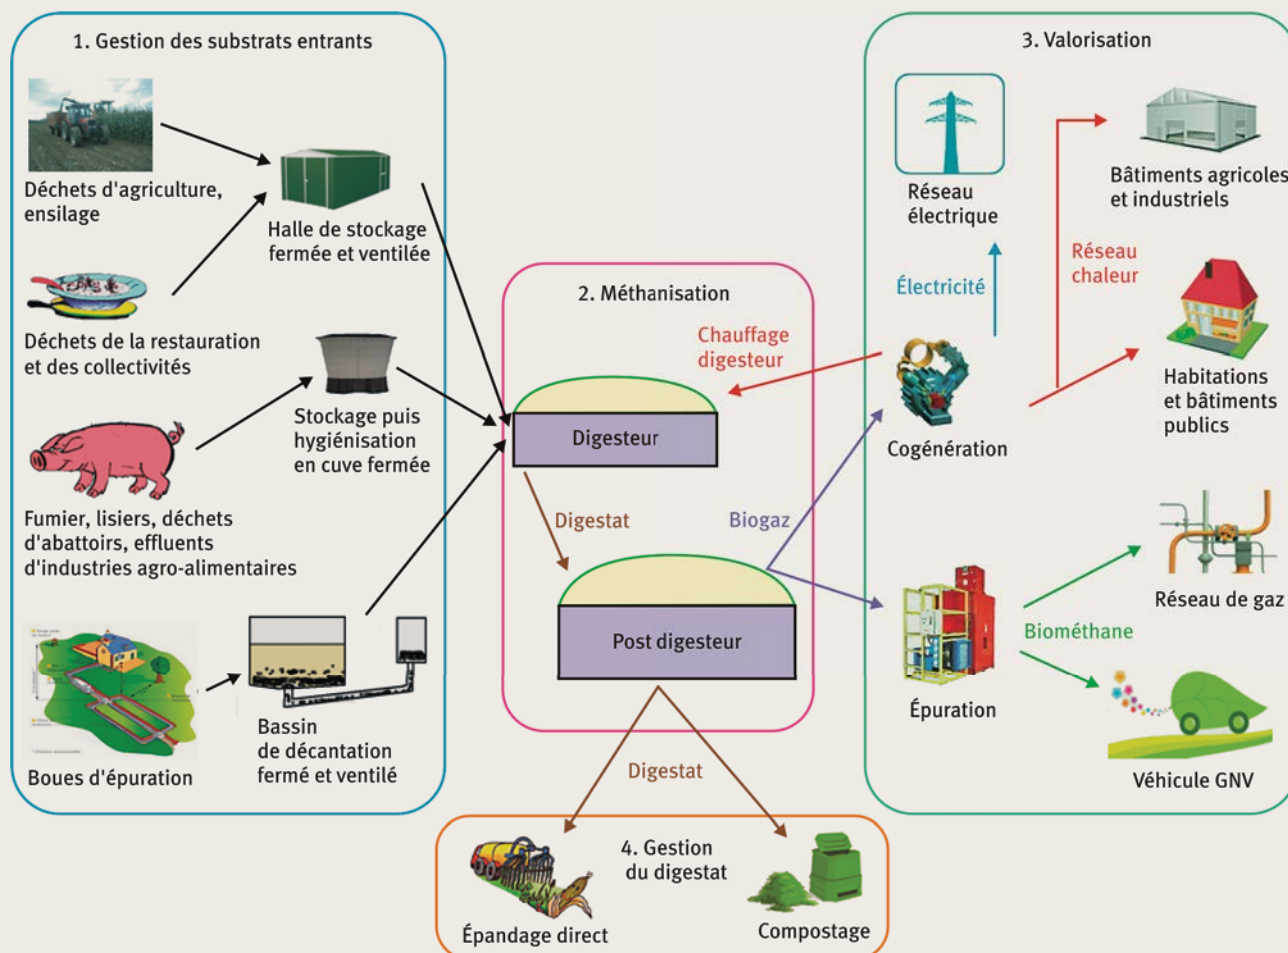 1. Gestion des substrats entrants
Déchets d'agriculture,
ensilage
Halle de stockage
fermée et ventilée
Déchets de la restauration
et des collectivités
Stockage puis
hygiénisation
en cuve fermée
Fumier, lisiers, déchets
d'abattoirs, effluents
d'industries agro-alimentaires
Bassin
de décantation
fermé et ventilé
Boues d'épuration
2. Méthanisation
Chauffage
digesteur
Digesteur
Digestat
Biogaz
Post digesteur
Digestat
3. Valorisation
Réseau
électrique
Bâtiments agricoles
et industriels
Électricité
Réseau
chaleur
Cogénération
Habitations
et bâtiments
publics
Réseau de gaz
Biométhane
Épuration
Véhicule GNV
4. Gestion
du digestat
Épandage direct
Compostage